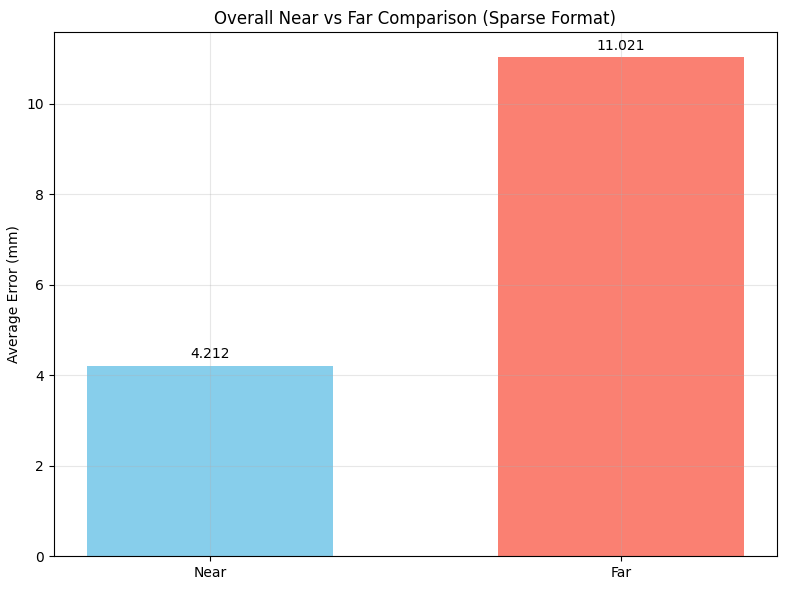 Overall Near vs Far Comparison (Sparse Format)
11.021
10
8
6
4.212
4
2
0
Average Error (mm)
Near
Far